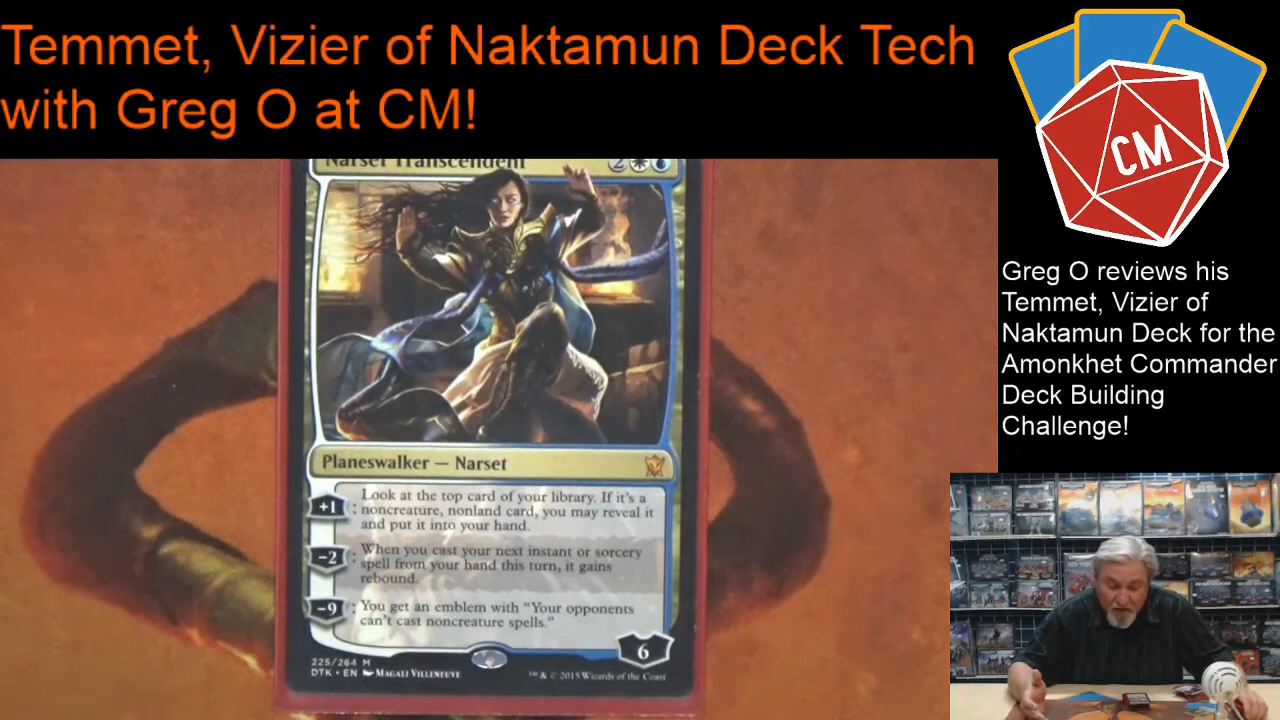 Temmet, Vizier of Naktamun Deck Tech
with Greg O at CM!
CM
Greg O reviews his
Temmet, Vizier of
Naktamun Deck for the
Amonkhet Commander
Deck Building
Challenge!
Narset Transcendent 2
Planeswalker — Narset
+1: Look at the top card of your library. If it's a
noncreature, nonland card, you may reveal it
and put it into your hand.
−2: When you cast your next instant or sorcery
spell from your hand this turn, it gains
rebound.
−9: You get an emblem with "Your opponents
can't cast noncreature spells."
6
225/264 M
DTK • EN MAGALI VILLENEUVE
™ & © 2015 Wizards of the Coast